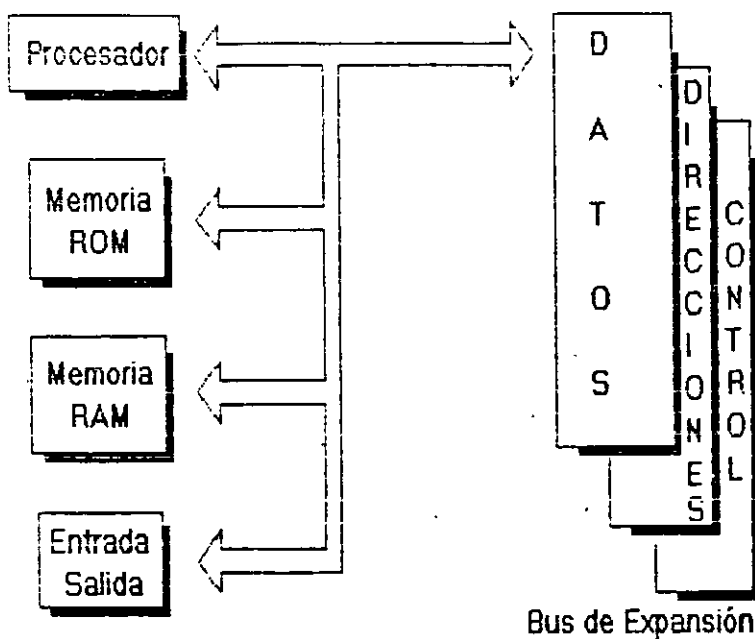 Procesador
Memoria
ROM
Memoria
RAM
Entrada
Salida
DATOS
DIRECCIONES
CONTROL
Bus de Expansión